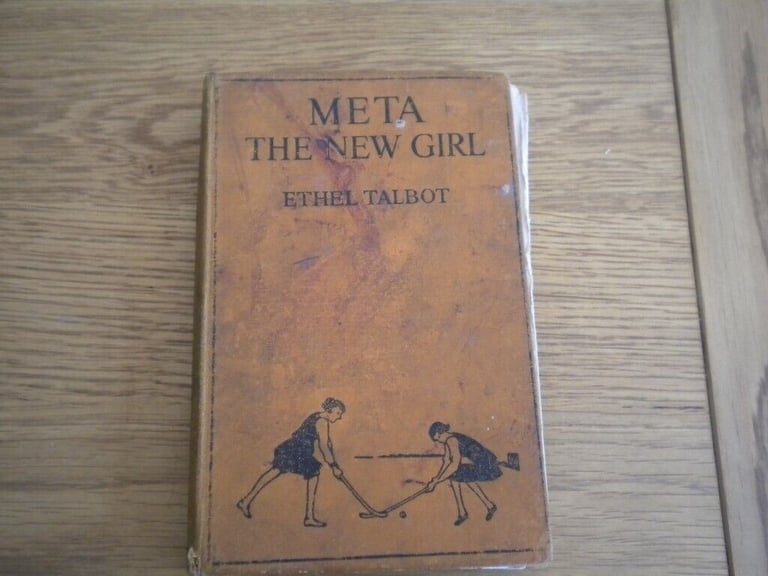 META
THE NEW GIRL
ETHEL TALBOT